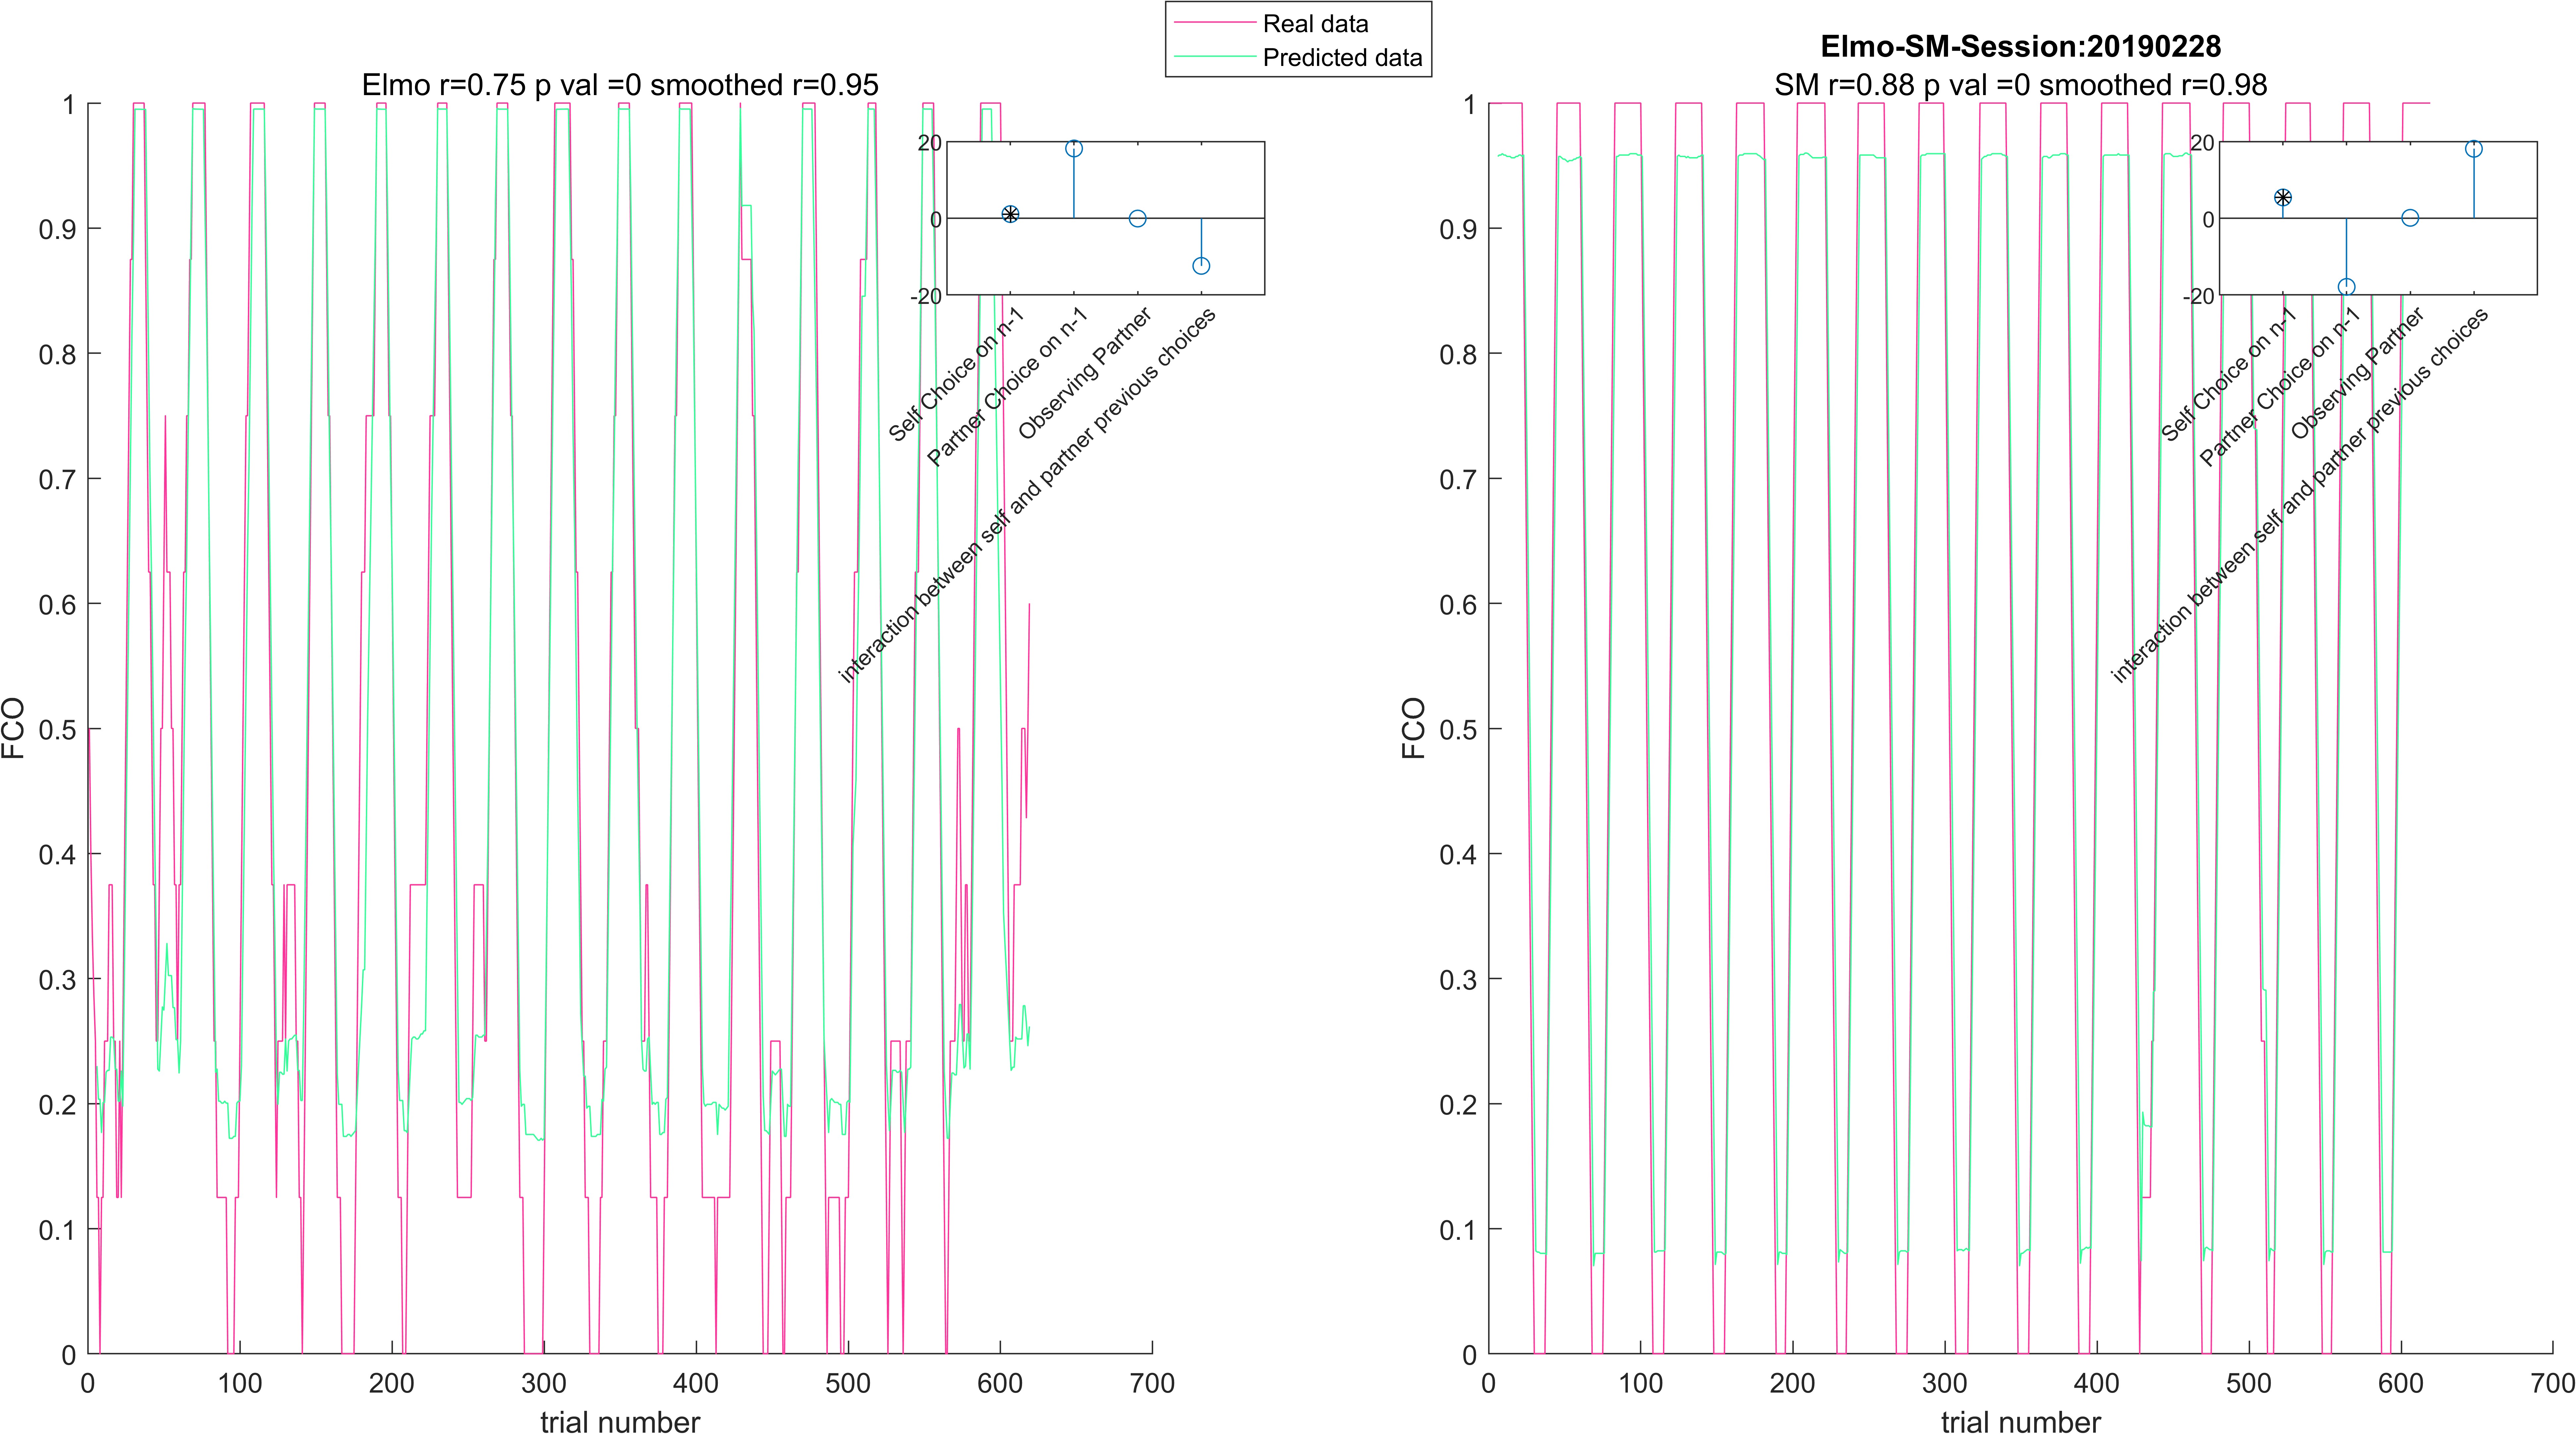 Real data
Predicted data
Elmo-SM-Session:20190228
Elmo r=0.75 p val =0 smoothed r=0.95
SM r=0.88 p val =0 smoothed r=0.98
1
0.9
0.8
0.7
0.6
0.5
0.4
0.3
0.2
0.1
0
FCO
0
100
200
300
400
500
600
700
trial number
20
0
-20
Self Choice on n-1
Partner Choice on n-1
Observing Partner
interaction between self and partner previous choices
1
0.9
0.8
0.7
0.6
0.5
0.4
0.3
0.2
0.1
0
FCO
0
100
200
300
400
500
600
700
trial number
20
0
-20
Self Choice on n-1
Partner Choice on n-1
Observing Partner
interaction between self and partner previous choices